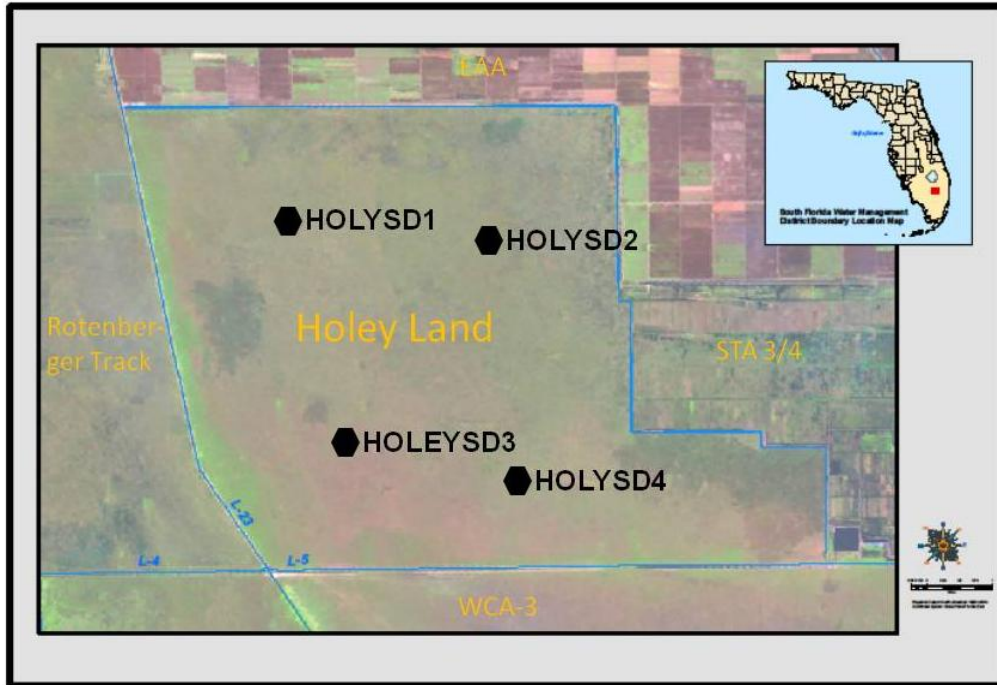 EAA
South Florida Water Management
District Boundary Location Map
HOLYSD1
HOLYSD2
Holey Land
Rotenber-
ger Track
STA 3/4
HOLEYSD3
HOLYSD4
L-23
L-4
L-5
WCA-3